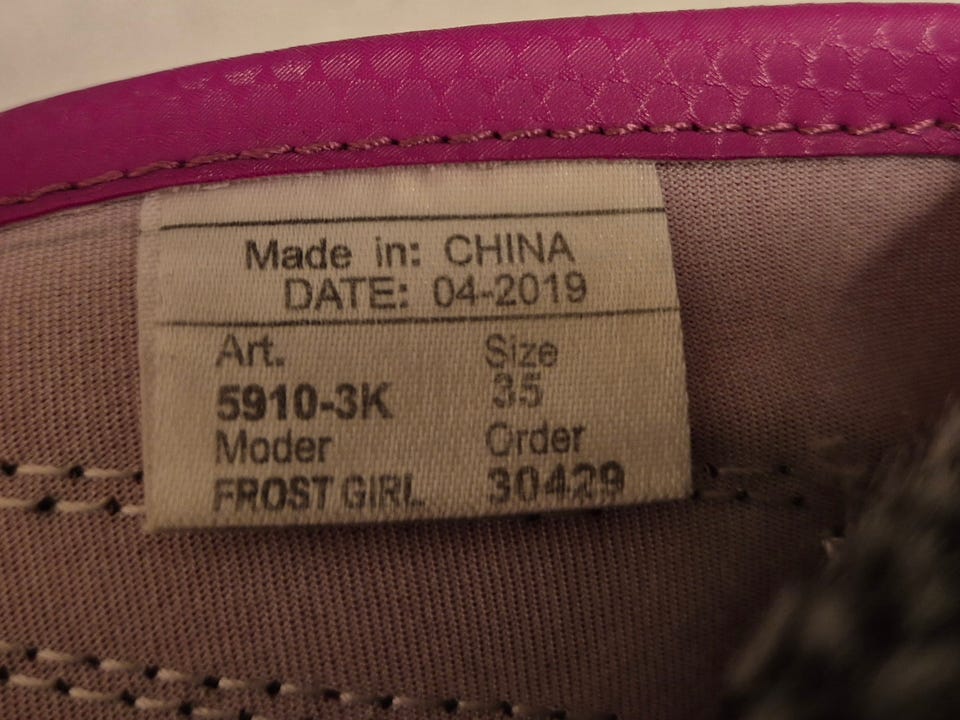 Made in: CHINA
DATE: 04-2019
Art. Size
5910-3K 35
Moder Order
FROST GIRL 30429